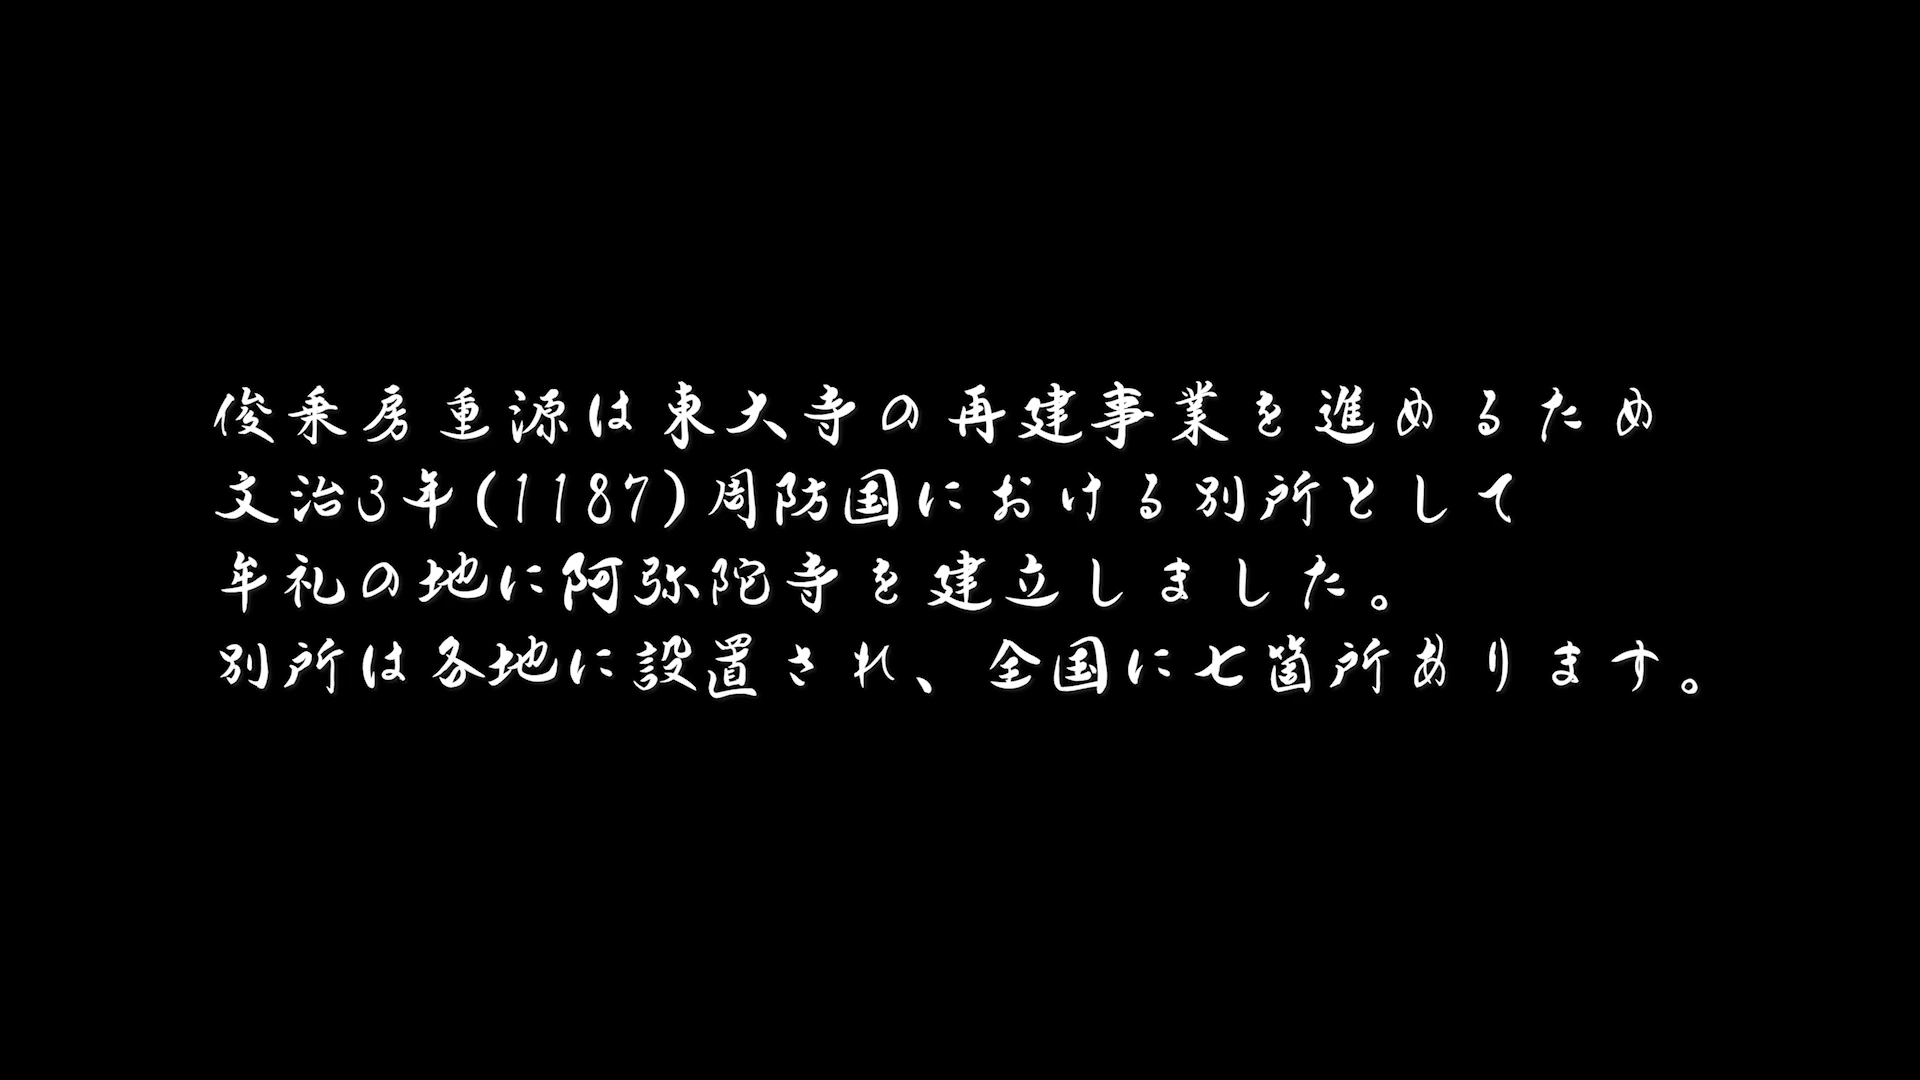 俊乗房重源は東大寺の再建事業を進めるため
文治3年(1187)周防国における別所として
牟礼の地に阿弥陀寺を建立しました。
別所は各地に設置され、全国に七箇所あります。